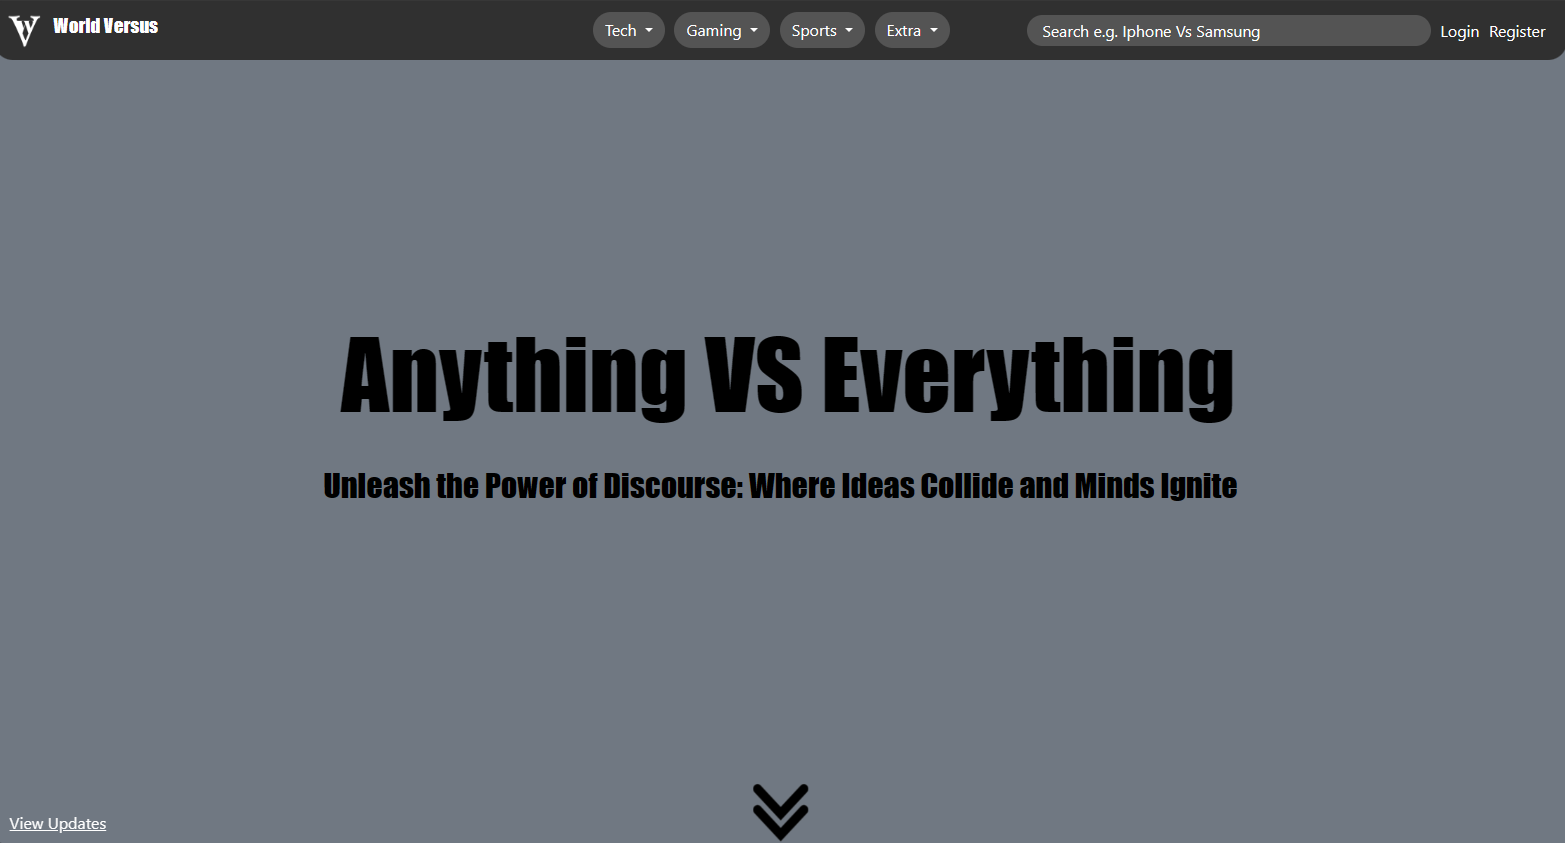 World Versus
Tech
Gaming
Sports
Extra
Search e.g. Iphone Vs Samsung
Login
Register
Anything VS Everything
Unleash the Power of Discourse: Where Ideas Collide and Minds Ignite
View Updates